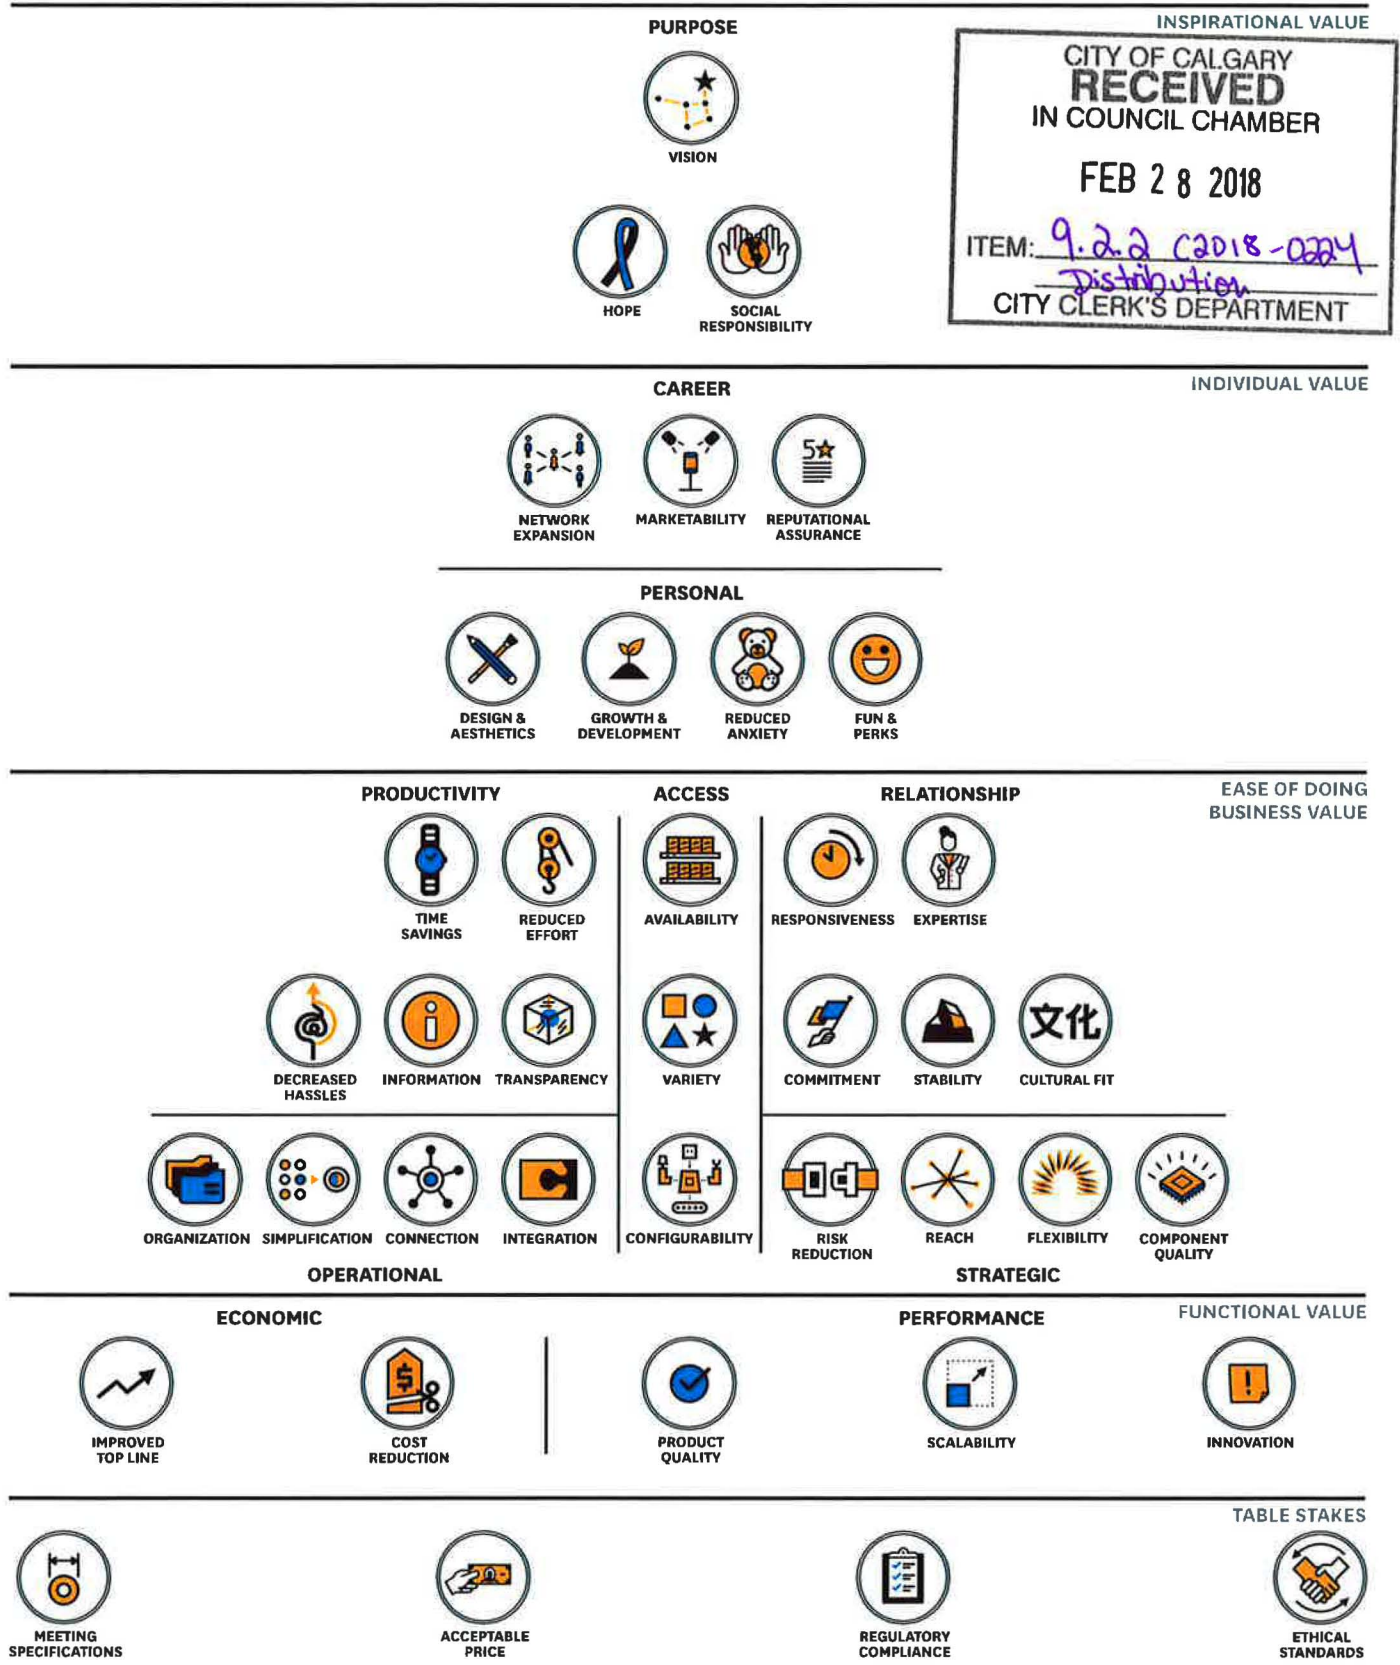 INSPIRATIONAL VALUE
PURPOSE
CITY OF CALGARY
RECEIVED
IN COUNCIL CHAMBER
FEB 28 2018
ITEM: 9.2.2 C2018-0224
Distribution
CITY CLERK'S DEPARTMENT
VISION
HOPE
SOCIAL
RESPONSIBILITY
INDIVIDUAL VALUE
CAREER
5
NETWORK
EXPANSION
MARKETABILITY
REPUTATIONAL
ASSURANCE
PERSONAL
DESIGN &
AESTHETICS
GROWTH &
DEVELOPMENT
REDUCED
ANXIETY
FUN &
PERKS
EASE OF DOING
BUSINESS VALUE
PRODUCTIVITY
ACCESS
RELATIONSHIP
TIME
SAVINGS
REDUCED
EFFORT
AVAILABILITY
RESPONSIVENESS
EXPERTISE
文化
DECREASED
HASSLES
INFORMATION
TRANSPARENCY
VARIETY
COMMITMENT
STABILITY
CULTURAL FIT
ORGANIZATION
SIMPLIFICATION
CONNECTION
INTEGRATION
CONFIGURABILITY
RISK
REDUCTION
REACH
FLEXIBILITY
COMPONENT
QUALITY
OPERATIONAL
STRATEGIC
FUNCTIONAL VALUE
ECONOMIC
PERFORMANCE
$
!
IMPROVED
TOP LINE
COST
REDUCTION
PRODUCT
QUALITY
SCALABILITY
INNOVATION
TABLE STAKES
MEETING
SPECIFICATIONS
ACCEPTABLE
PRICE
REGULATORY
COMPLIANCE
ETHICAL
STANDARDS